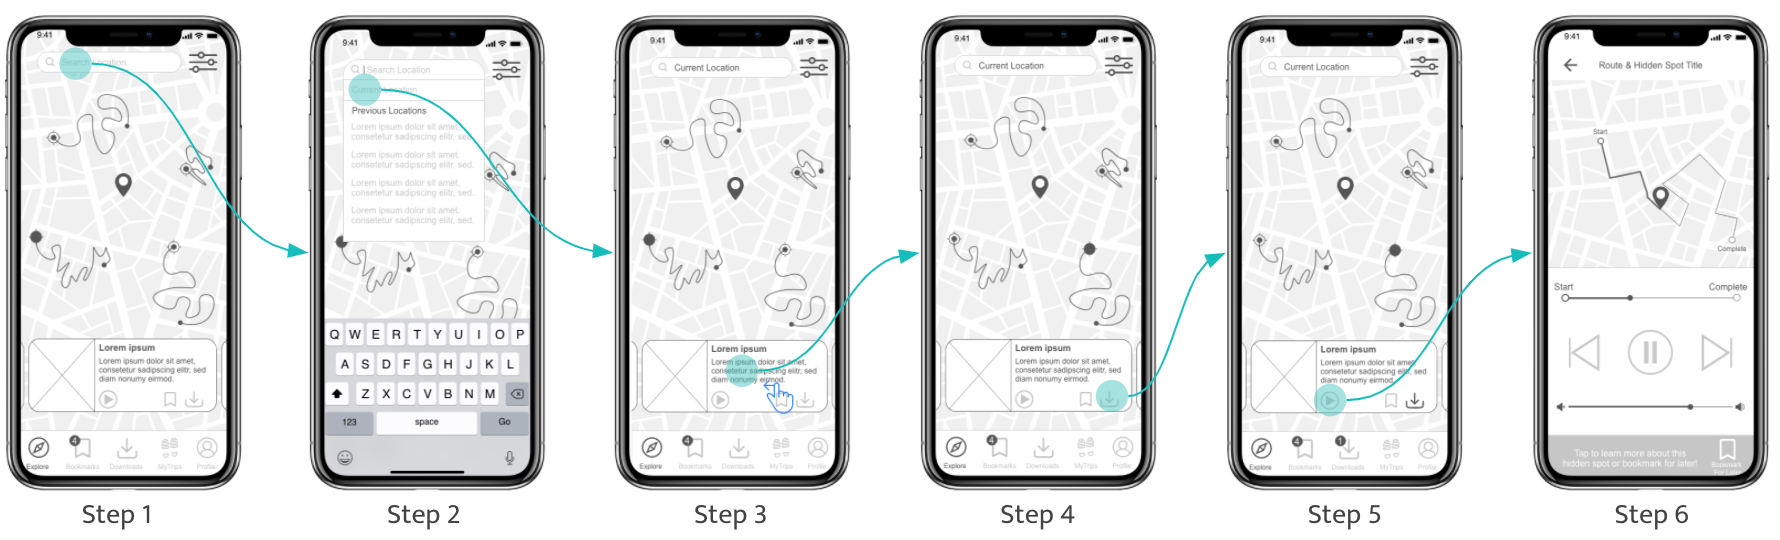 9:41
Search Location
Lorem ipsum
Lorem ipsum dolor sit amet,
consetetur sadipscing elitr, sed
diam nonumy eirmod.
4
Explore
Bookmarks
Downloads
MyTrips
Profile
Step 1
9:41
Search Location
Current Location
Previous Locations
Lorem ipsum dolor sit amet,
consetetur sadipscing elitr, sed.
Lorem ipsum dolor sit amet,
consetetur sadipscing elitr, sed.
Lorem ipsum dolor sit amet,
consetetur sadipscing elitr, sed.
Lorem ipsum dolor sit amet,
consetetur sadipscing elitr, sed.
Q W E R T Y U I O P
A S D F G H J K L
Z X C V B N M
123
space
Go
Step 2
9:41
Current Location
Lorem ipsum
Lorem ipsum dolor sit amet,
consetetur sadipscing elitr, sed
diam nonumy eirmod.
4
Explore
Bookmarks
Downloads
MyTrips
Profile
Step 3
9:41
Current Location
Lorem ipsum
Lorem ipsum dolor sit amet,
consetetur sadipscing elitr, sed
diam nonumy eirmod.
4
Explore
Bookmarks
Downloads
MyTrips
Profile
Step 4
9:41
Current Location
Lorem ipsum
Lorem ipsum dolor sit amet,
consetetur sadipscing elitr, sed
diam nonumy eirmod.
4
1
Explore
Bookmarks
Downloads
MyTrips
Profile
Step 5
9:41
Route & Hidden Spot Title
Start
Complete
Start
Complete
Tap to learn more about this
hidden spot or bookmark for later!
Bookmark
For Later
Step 6